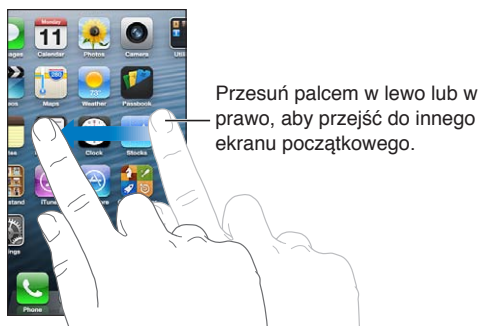 Monday
11
Calendar
Photos
Camera
Maps
Weather
Passbook
Clock
Stocks
Phone
Przesuń palcem w lewo lub w
prawo, aby przejść do innego
ekranu początkowego.